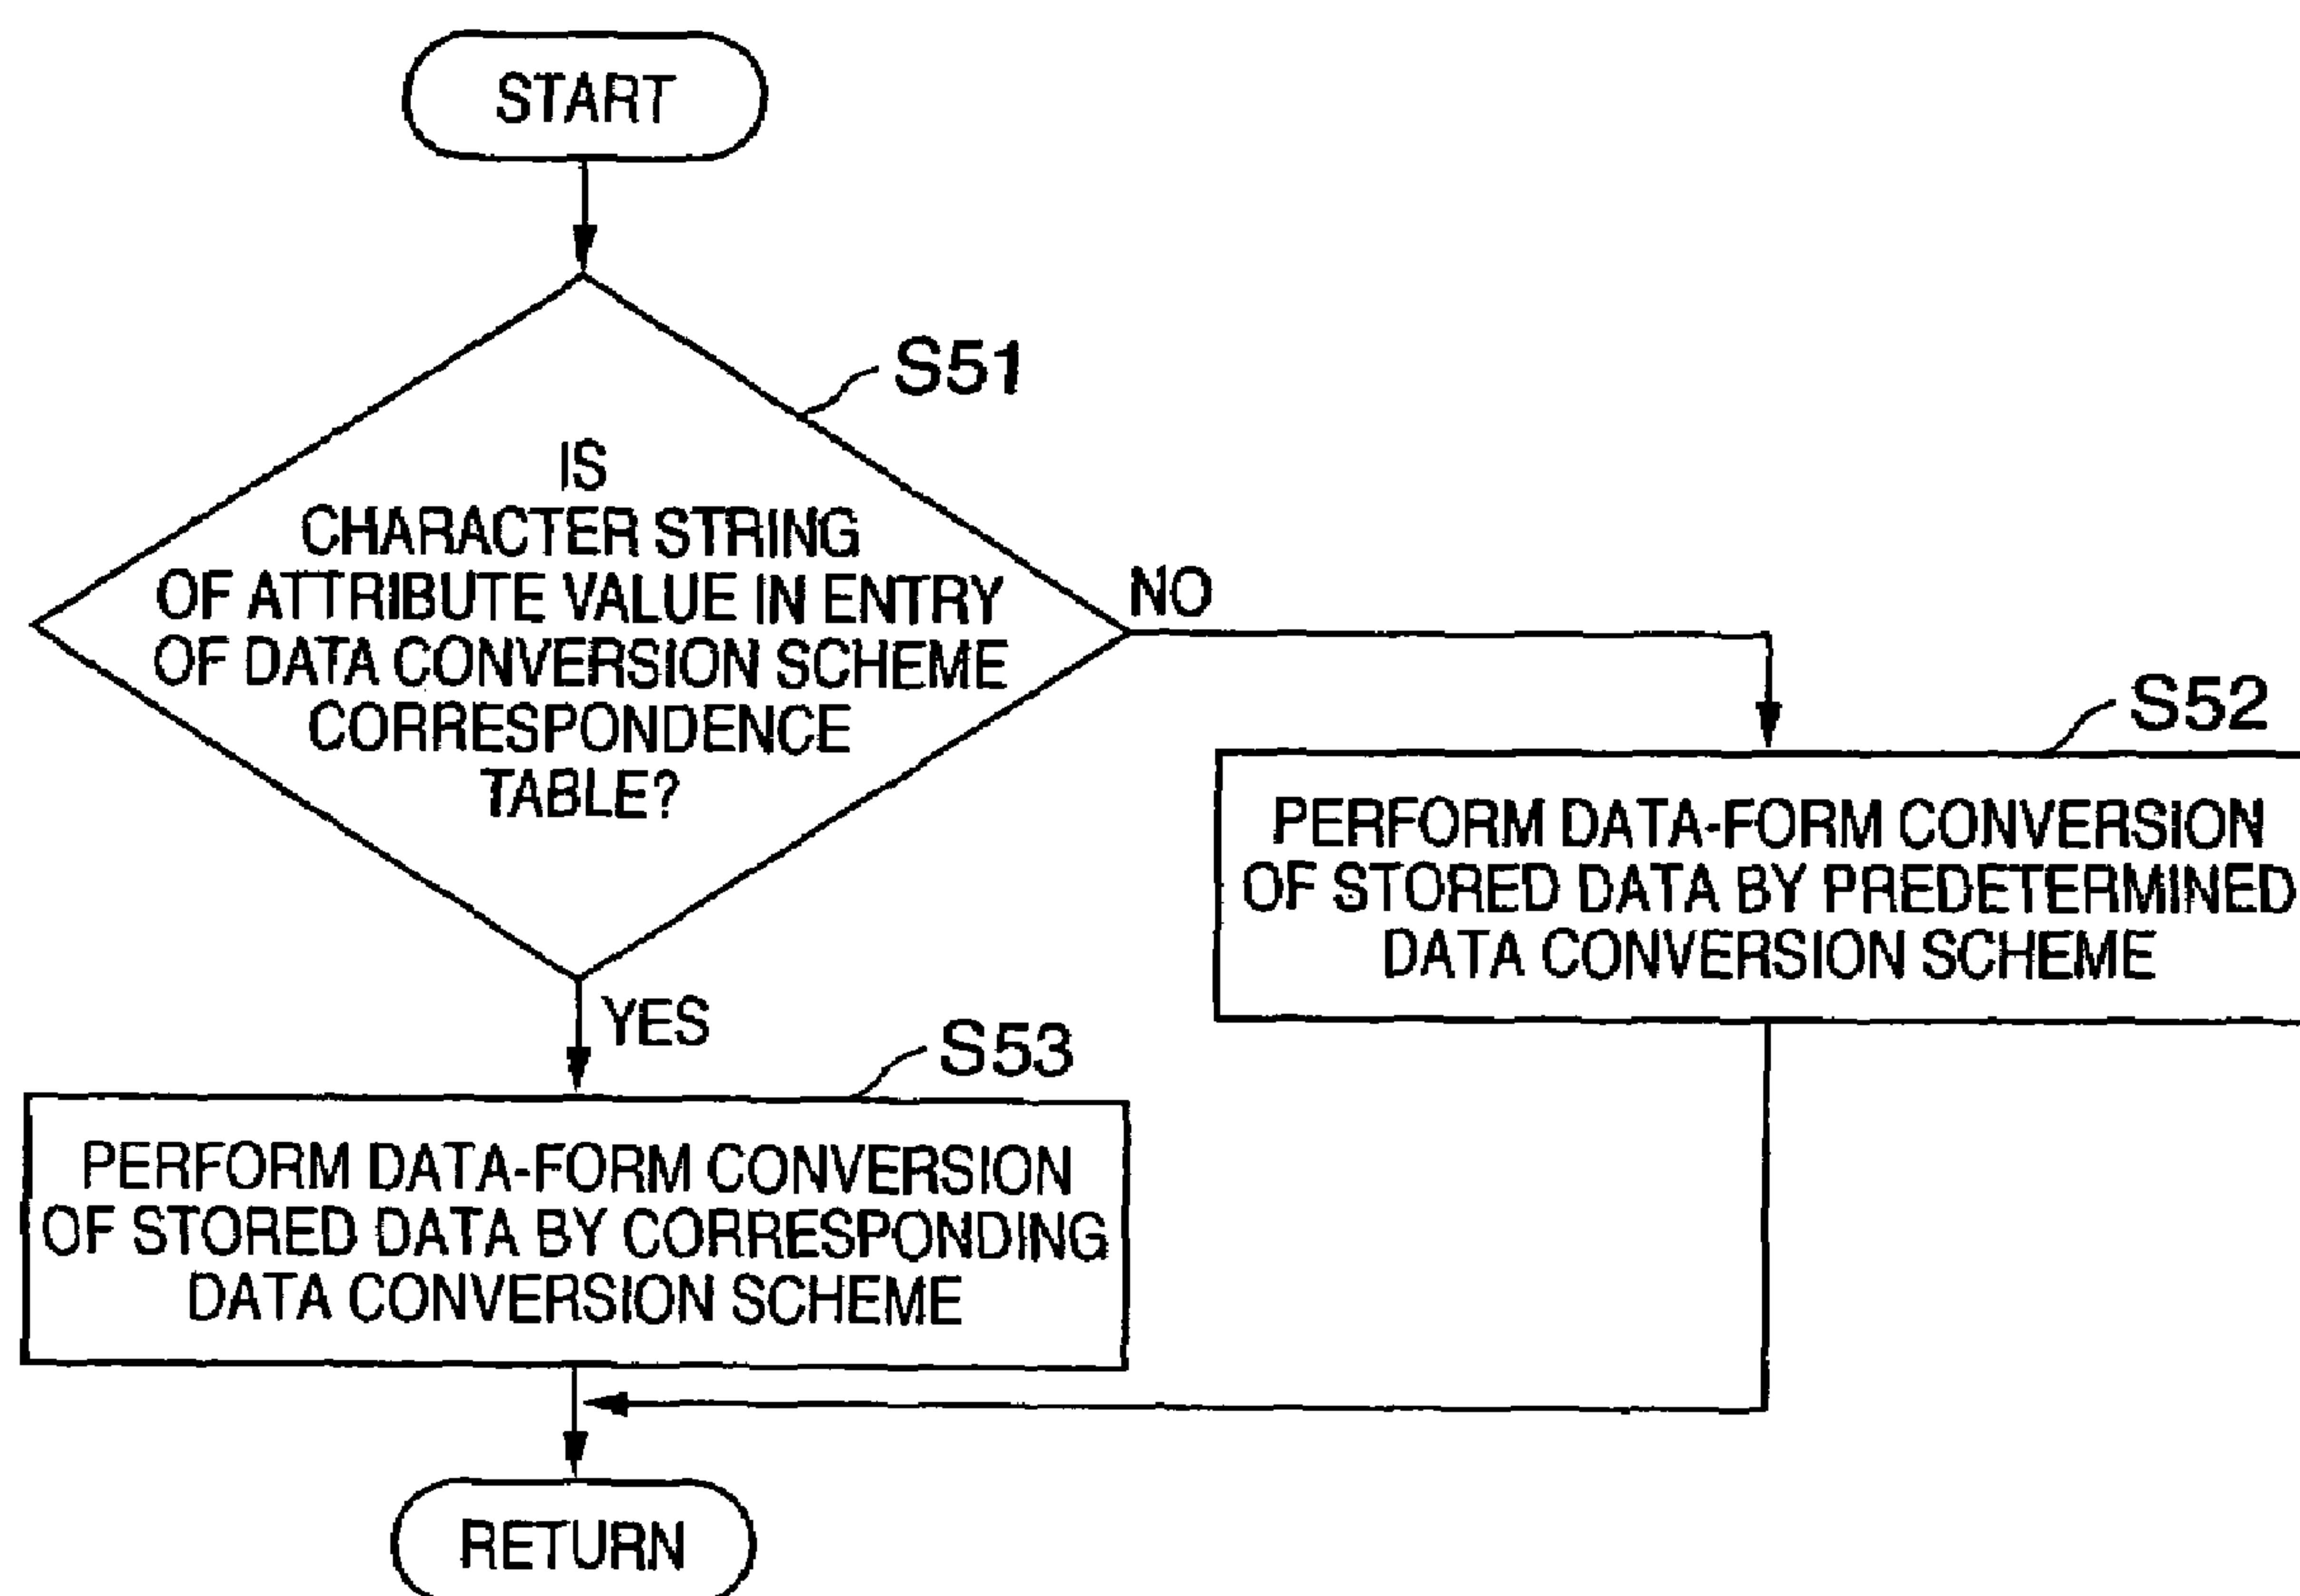 START
S51
IS
CHARACTER STRING
OF ATTRIBUTE VALUE IN ENTRY
OF DATA CONVERSION SCHEME
CORRESPONDENCE
TABLE?
NO
S52
PERFORM DATA-FORM CONVERSION
OF STORED DATA BY PREDETERMINED
DATA CONVERSION SCHEME
YES
S53
PERFORM DATA-FORM CONVERSION
OF STORED DATA BY CORRESPONDING
DATA CONVERSION SCHEME
RETURN